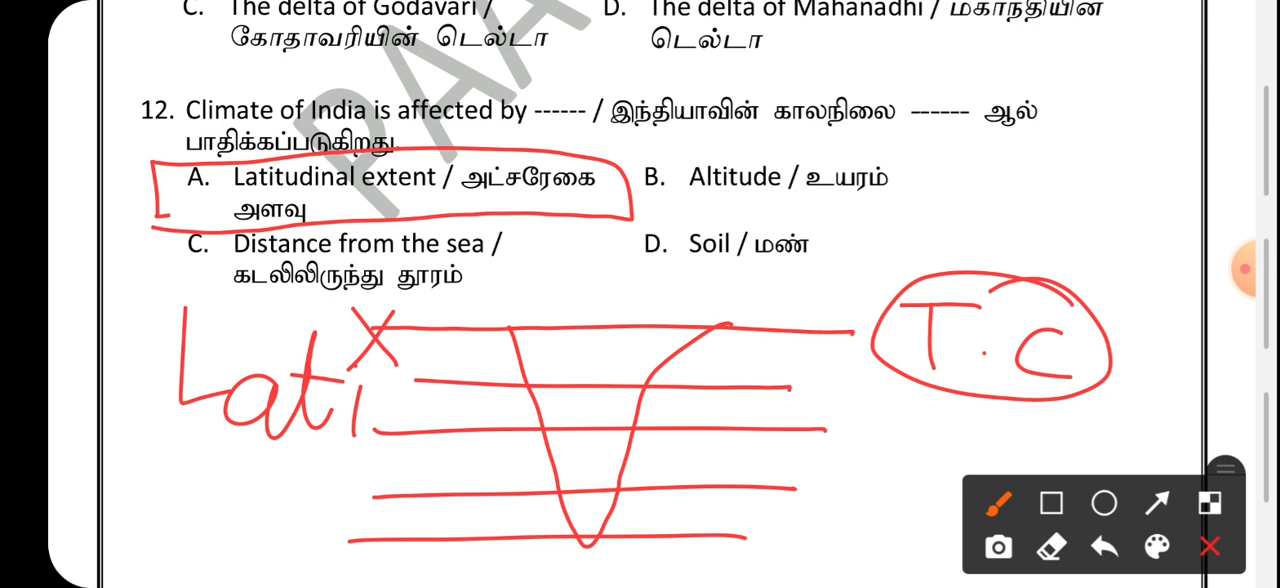 C. The delta of Godavari / D. The delta of Mahanadhi / மகாநதியின்
கோதாவரியின் டெல்டா டெல்டா
12. Climate of India is affected by ------ / இந்தியாவின் காலநிலை ------ ஆல்
பாதிக்கப்படுகிறது.
A. Latitudinal extent / அட்சரேகை B. Altitude / உயரம்
அளவு
C. Distance from the sea / D. Soil / மண்
கடலிலிருந்து தூரம்
Lati
T.C
PAA